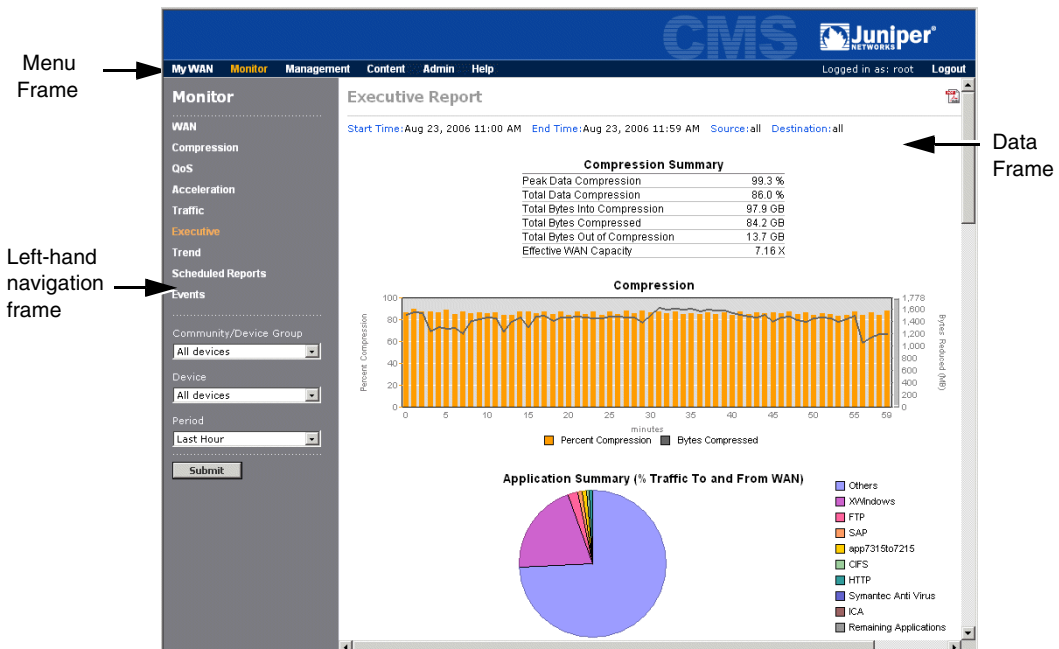 CMS
Juniper®
NETWORKS
Menu
Frame
My WAN Monitor Management Content Admin Help Logged in as: root Logout
Monitor
WAN
Compression
QoS
Acceleration
Traffic
Executive
Trend
Scheduled Reports
Events
Left-hand
navigation
frame
Community/Device Group
All devices
Device
All devices
Period
Last Hour
Submit
Executive Report
Start Time:Aug 23, 2006 11:00 AM End Time:Aug 23, 2006 11:59 AM Source:all Destination:all
Data
Frame
Compression Summary
Peak Data Compression 99.3 %
Total Data Compression 86.0 %
Total Bytes Into Compression 97.9 GB
Total Bytes Compressed 84.2 GB
Total Bytes Out of Compression 13.7 GB
Effective WAN Capacity 7.16 X
Compression
Percent Compression
100
80
60
40
20
0
1,778
1,600
1,400
1,200
1,000
800
600
400
200
0
Bytes Reduced (MB)
0 5 10 15 20 25 30 35 40 45 50 55 59
minutes
Percent Compression Bytes Compressed
Application Summary (% Traffic To and From WAN)
Others
XWindows
FTP
SAP
app7315to7215
CIFS
HTTP
Symantec Anti Virus
ICA
Remaining Applications